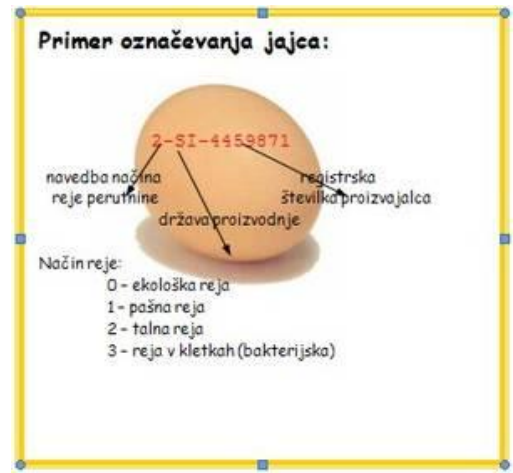 Primer označevanja jajca:
2-SI-4459871
navedba načina
reje perutnine
registrska
številka proizvajalca
država proizvodnje
Način reje:
0 - ekološka reja
1 - pašna reja
2 - talna reja
3 - reja v kletkah (bakterijska)